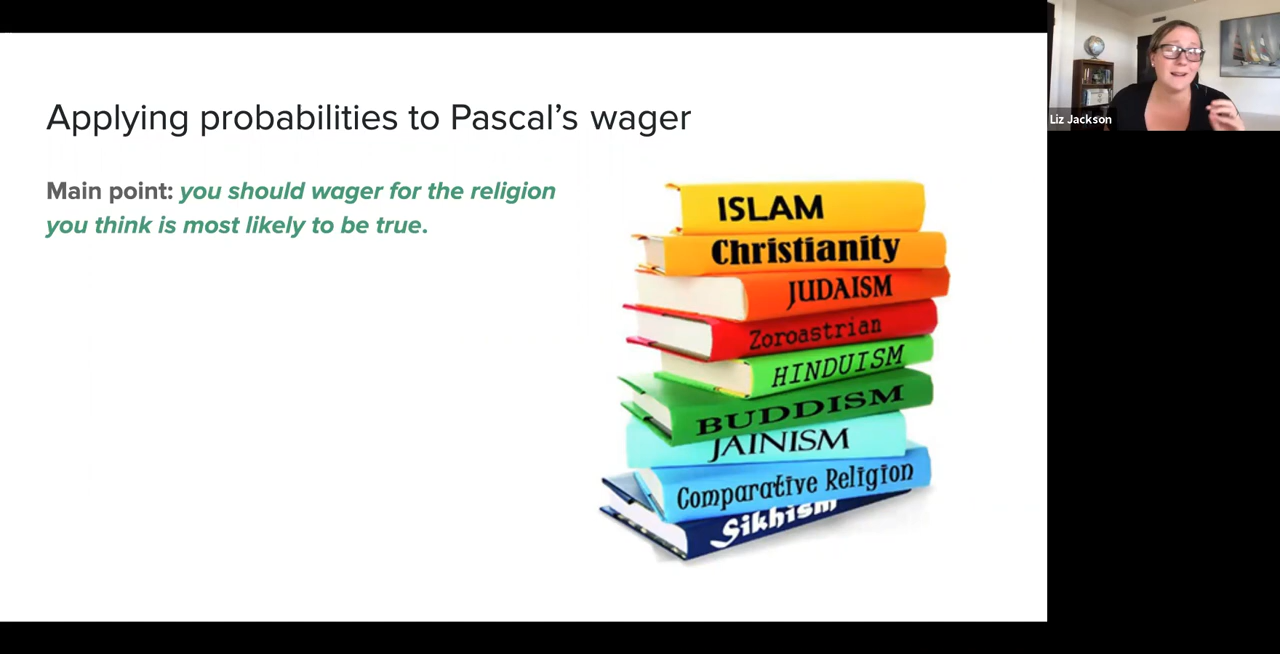 Applying probabilities to Pascal's wager
Main point: you should wager for the religion
you think is most likely to be true.
ISLAM
Christianity
JUDAISM
Zoroastrian
HINDUISM
BUDDISM
JAINISM
Comparative Religion
Sikhism
Liz Jackson